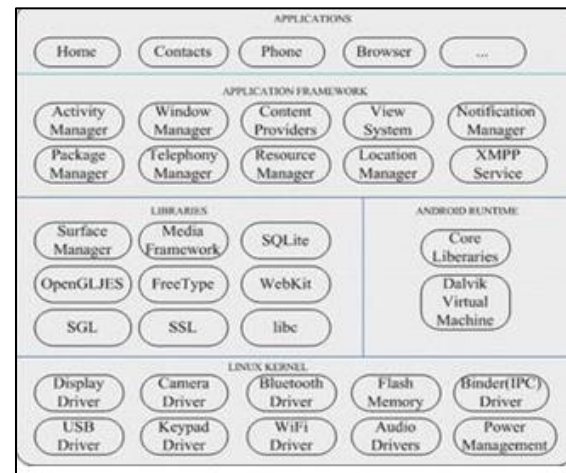 APPLICATIONS
Home Contacts Phone Browser ...
APPLICATION FRAMEWORK
Activity Manager Window Manager Content Providers View System Notification Manager
Package Manager Telephony Manager Resource Manager Location Manager XMPP Service
LIBRARIES
Surface Manager Media Framework SQLite
OpenGLJES FreeType WebKit
SGL SSL libc
ANDROID RUNTIME
Core Liberaries
Dalvik Virtual Machine
LINUX KERNEL
Display Driver Camera Driver Bluetooth Driver Flash Memory Binder(IPC) Driver
USB Driver Keypad Driver WiFi Driver Audio Drivers Power Management